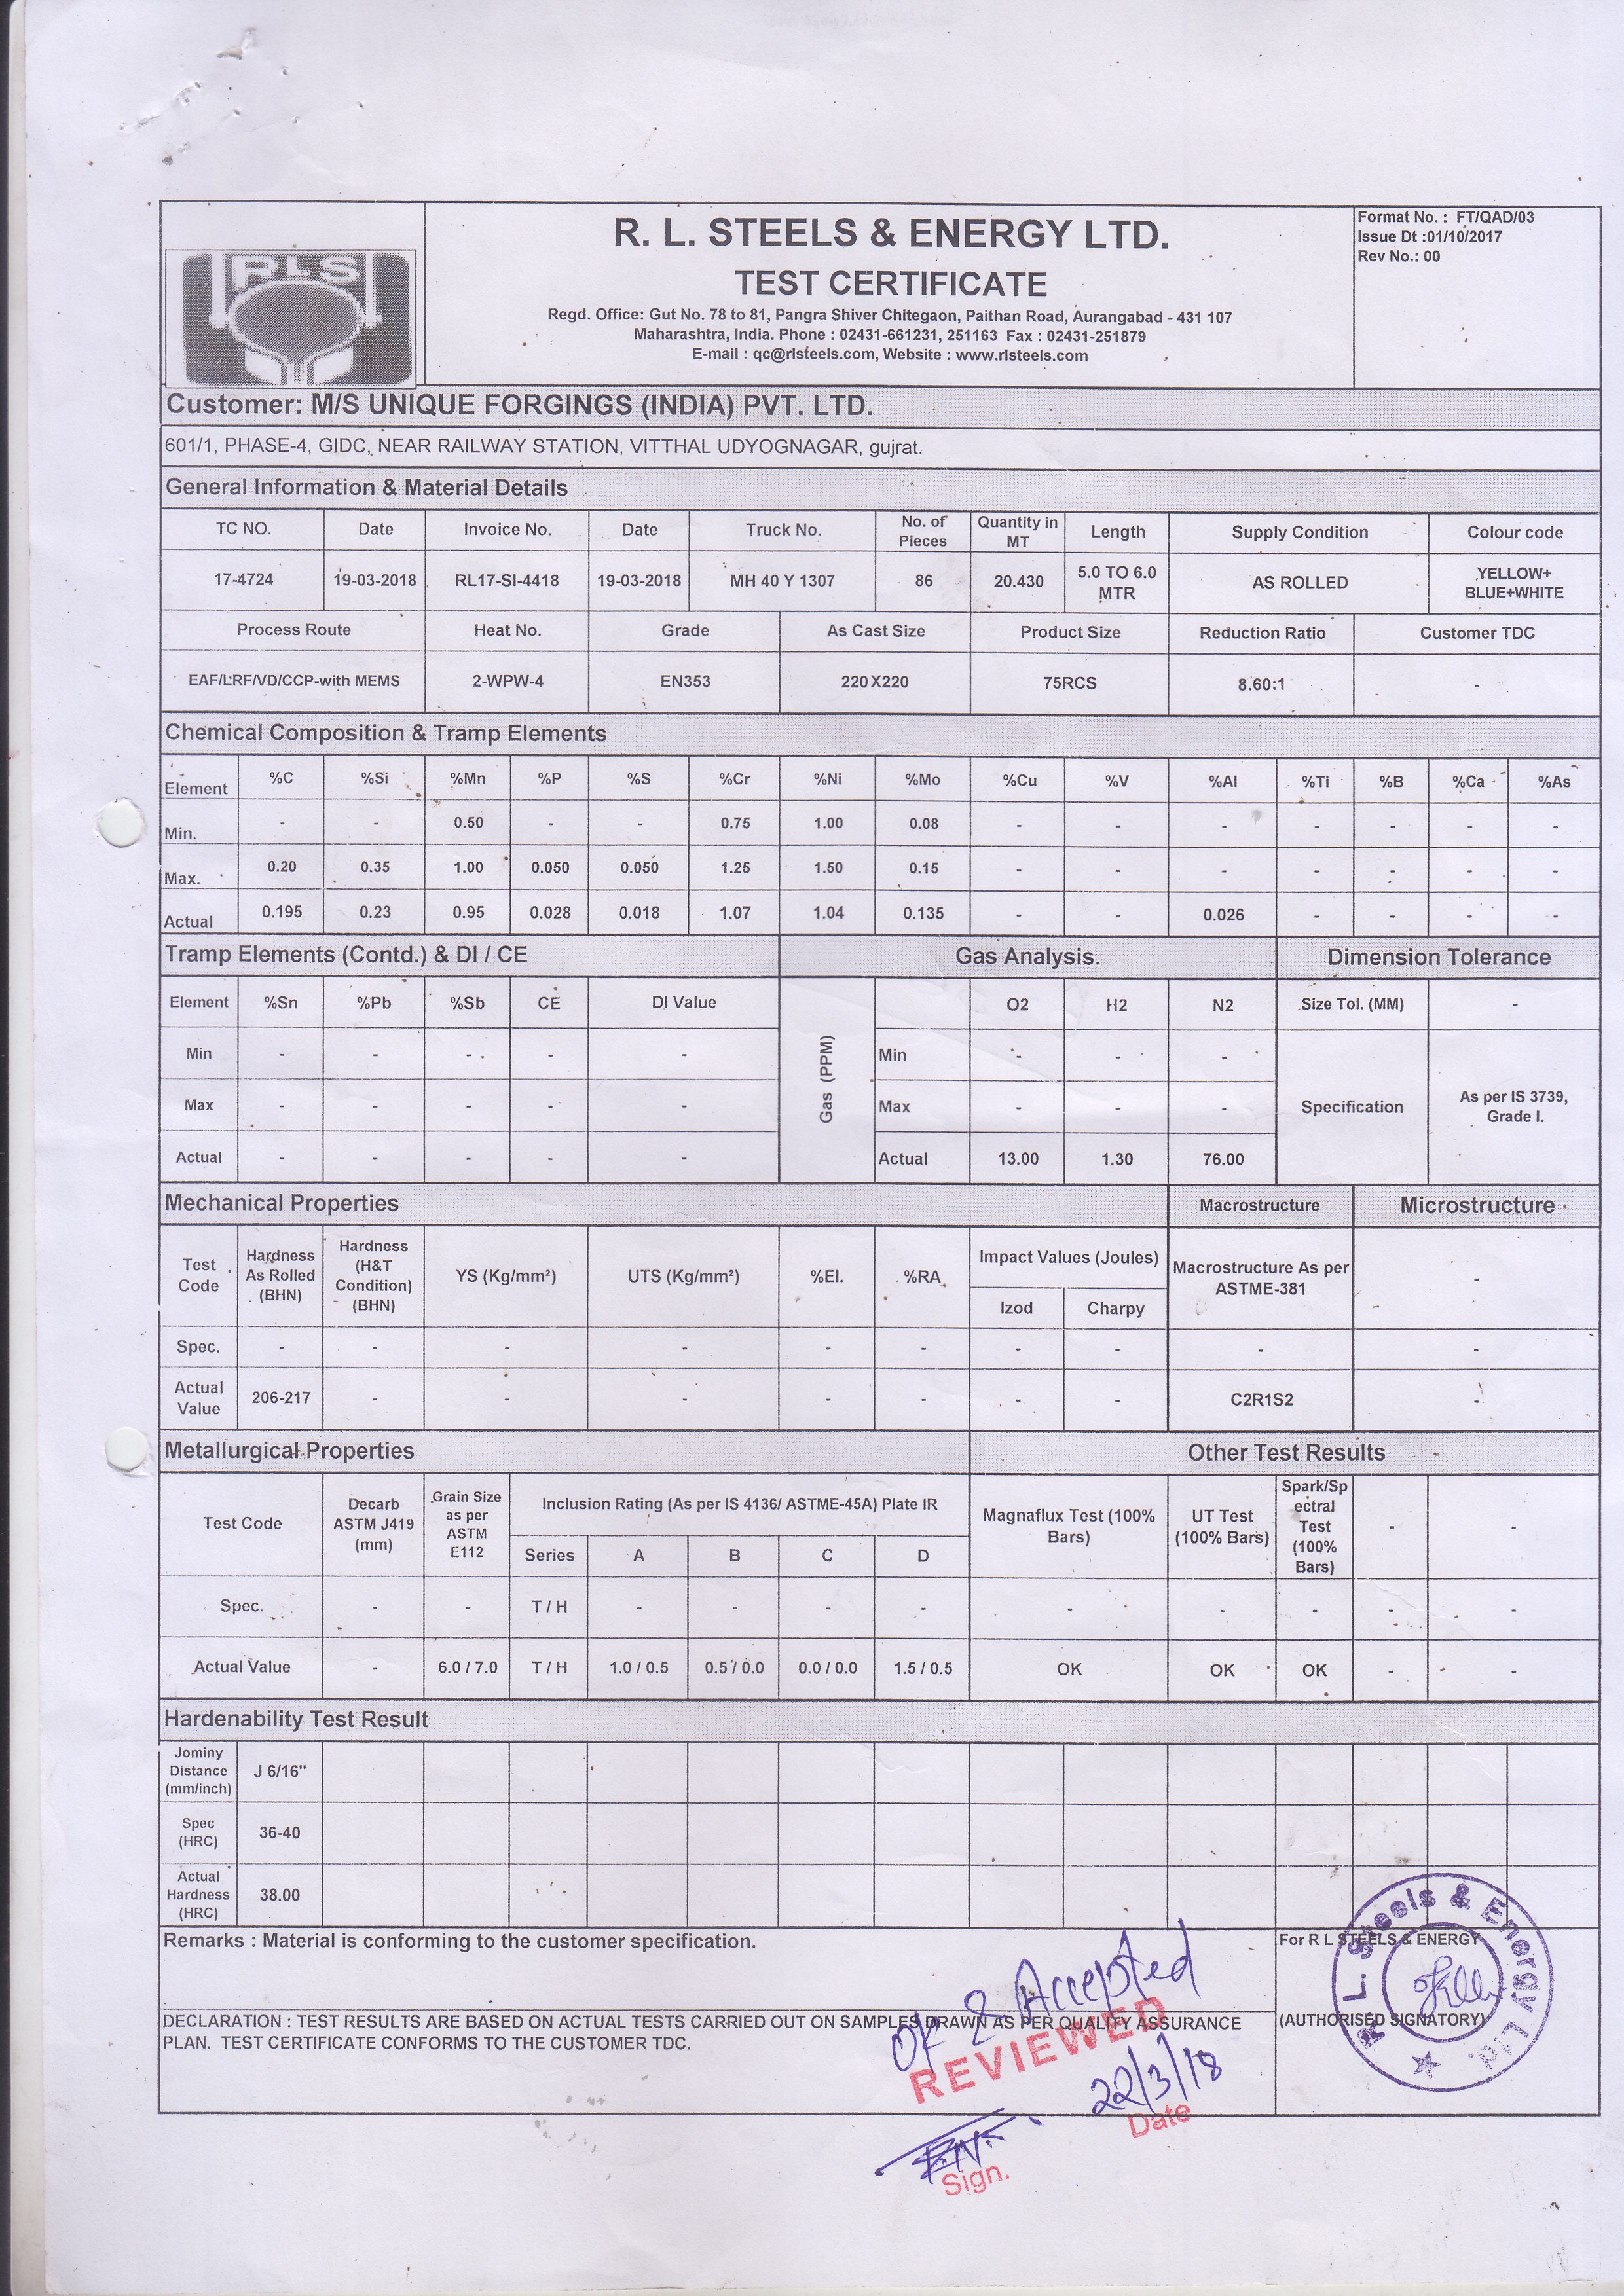 RLS
R. L. STEELS & ENERGY LTD.
TEST CERTIFICATE
Regd. Office: Gut No. 78 to 81, Pangra Shiver Chitegaon, Paithan Road, Aurangabad - 431 107
Maharashtra, India. Phone : 02431-661231, 251163 Fax : 02431-251879
E-mail : qc@rlsteels.com, Website : www.rlsteels.com
Format No. : FT/QAD/03
Issue Dt :01/10/2017
Rev No.: 00
Customer: M/S UNIQUE FORGINGS (INDIA) PVT. LTD.
601/1, PHASE-4, GIDC, NEAR RAILWAY STATION, VITTHAL UDYOGNAGAR, gujrat.
General Information & Material Details
TC NO. Date Invoice No. Date Truck No. No. of Pieces Quantity in MT Length Supply Condition Colour code
17-4724 19-03-2018 RL17-SI-4418 19-03-2018 MH 40 Y 1307 86 20.430 5.0 TO 6.0 MTR AS ROLLED YELLOW+ BLUE+WHITE
Process Route Heat No. Grade As Cast Size Product Size Reduction Ratio Customer TDC
EAF/LRF/VD/CCP-with MEMS 2-WPW-4 EN353 220X220 75RCS 8.60:1 -
Chemical Composition & Tramp Elements
Element %C %Si %Mn %P %S %Cr %Ni %Mo %Cu %V %Al %Ti %B %Ca %As
Min. - - 0.50 - - 0.75 1.00 0.08 - - - - - - -
Max. 0.20 0.35 1.00 0.050 0.050 1.25 1.50 0.15 - - - - - - -
Actual 0.195 0.23 0.95 0.028 0.018 1.07 1.04 0.135 - - 0.026 - - - -
Tramp Elements (Contd.) & DI / CE Gas Analysis. Dimension Tolerance
Element %Sn %Pb %Sb CE DI Value Gas (PPM) O2 H2 N2 Size Tol. (MM) -
Min - - - - - Min - - -
Max - - - - - Max - - - Specification As per IS 3739, Grade I.
Actual - - - - - Actual 13.00 1.30 76.00
Mechanical Properties Macrostructure Microstructure
Test Code Hardness As Rolled (BHN) Hardness (H&T Condition) (BHN) YS (Kg/mm²) UTS (Kg/mm²) %El. %RA Impact Values (Joules) Macrostructure As per ASTME-381 -
Izod Charpy
Spec. - - - - - - - - - -
Actual Value 206-217 - - - - - - - C2R1S2 -
Metallurgical Properties Other Test Results
Test Code Decarb ASTM J419 (mm) Grain Size as per ASTM E112 Inclusion Rating (As per IS 4136/ ASTME-45A) Plate IR Magnaflux Test (100% Bars) UT Test (100% Bars) Spark/Sp ectral Test (100% Bars) - -
Series A B C D
Spec. - - T / H - - - - - - - - -
Actual Value - 6.0 / 7.0 T / H 1.0 / 0.5 0.5 / 0.0 0.0 / 0.0 1.5 / 0.5 OK OK OK - -
Hardenability Test Result
Jominy Distance (mm/inch) J 6/16"
Spec (HRC) 36-40
Actual Hardness (HRC) 38.00
Remarks : Material is conforming to the customer specification.
For R L STEELS & ENERGY
R. L. Steels & Energy Ltd.
(AUTHORISED SIGNATORY)
DECLARATION : TEST RESULTS ARE BASED ON ACTUAL TESTS CARRIED OUT ON SAMPLES DRAWN AS PER QUALITY ASSURANCE
PLAN. TEST CERTIFICATE CONFORMS TO THE CUSTOMER TDC.
OK & Accepted
REVIEWED
22/3/18
Date
Sign.